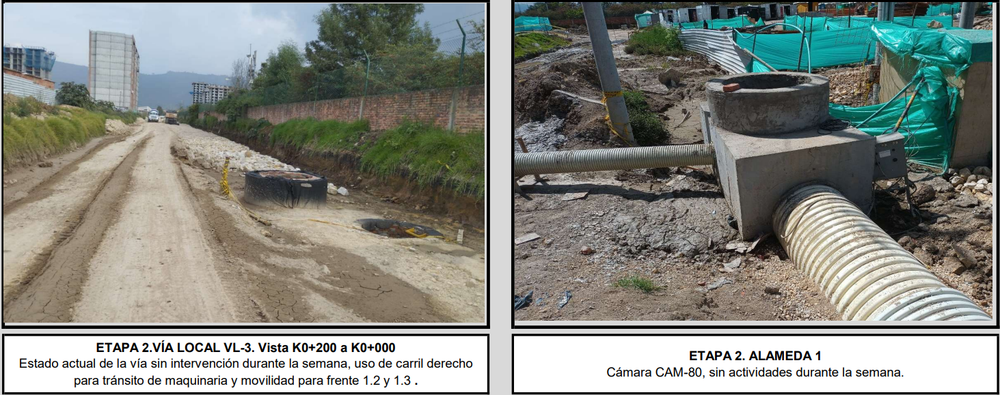 ETAPA 2.VÍA LOCAL VL-3. Vista K0+200 a K0+000
Estado actual de la vía sin intervención durante la semana, uso de carril derecho
para tránsito de maquinaria y movilidad para frente 1.2 y 1.3 .
ETAPA 2. ALAMEDA 1
Cámara CAM-80, sin actividades durante la semana.